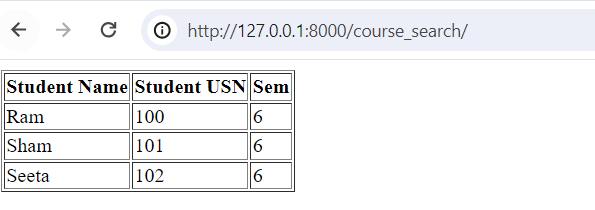 http://127.0.0.1:8000/course_search/
Student Name Student USN Sem
Ram 100 6
Sham 101 6
Seeta 102 6